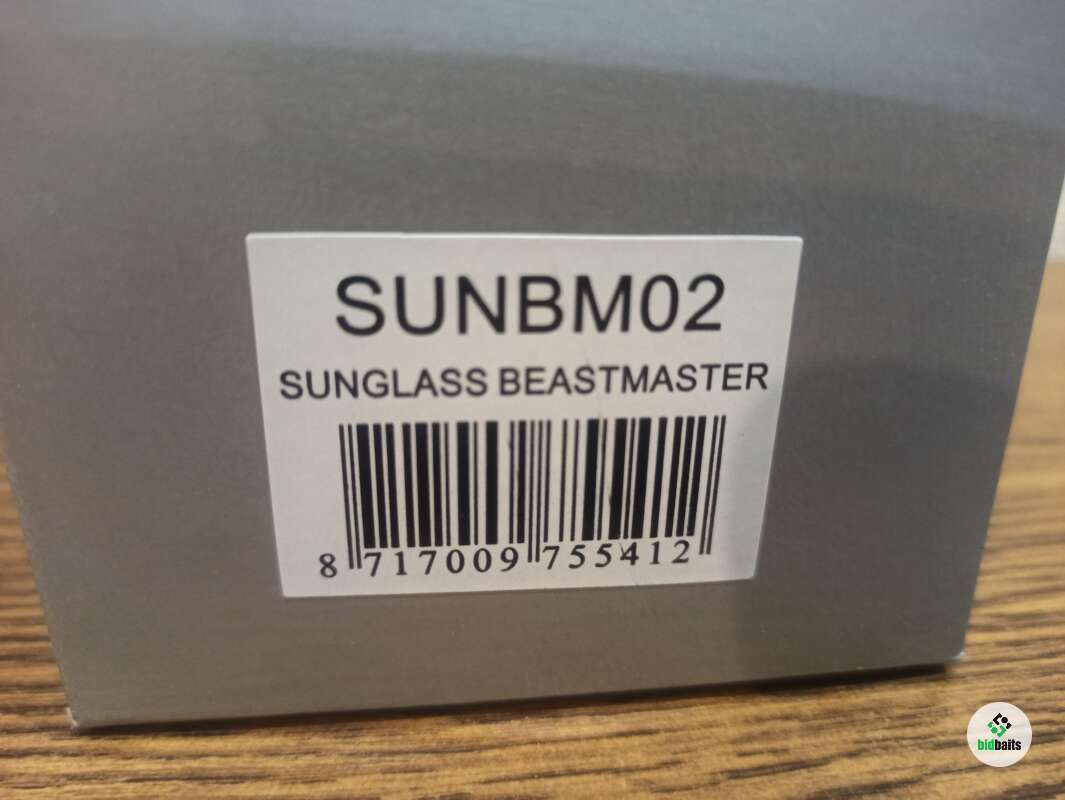 SUNBM02
SUNGLASS BEASTMASTER
8 717009 755412
bidbaits